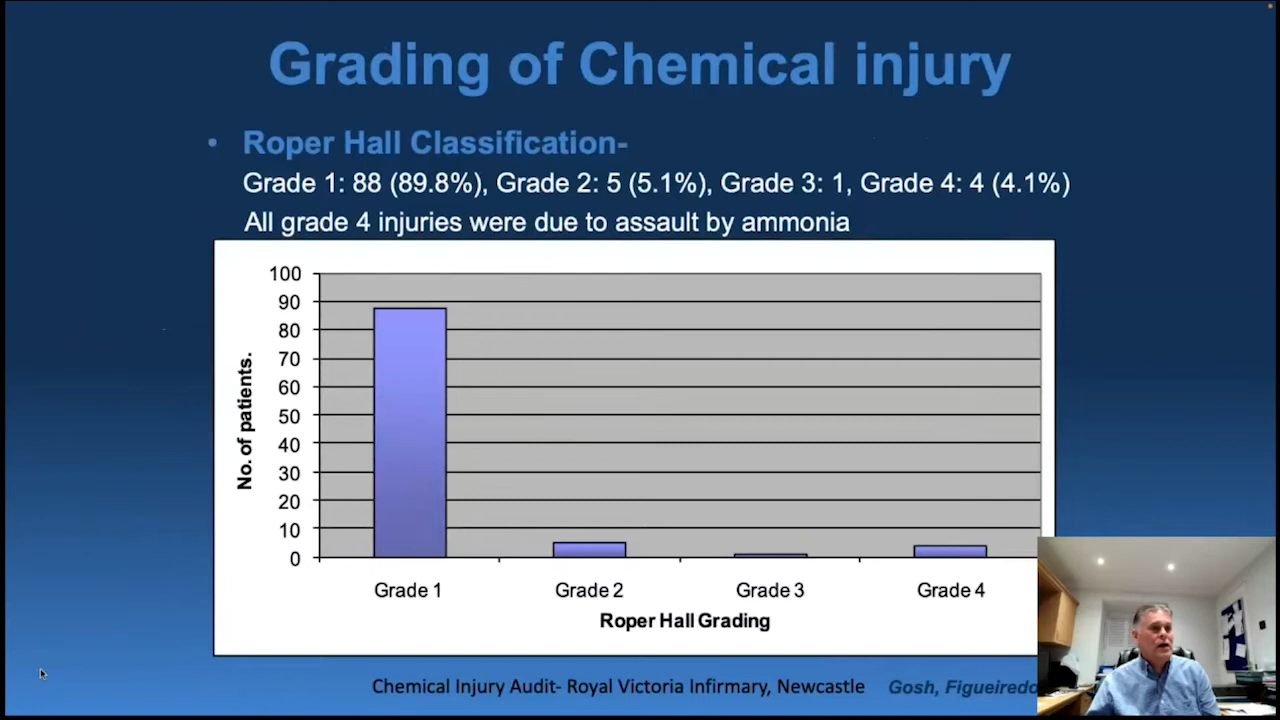 Grading of Chemical injury
• Roper Hall Classification-
Grade 1: 88 (89.8%), Grade 2: 5 (5.1%), Grade 3: 1, Grade 4: 4 (4.1%)
All grade 4 injuries were due to assault by ammonia
100
90
80
70
60
50
40
30
20
10
0
No. of patients.
Grade 1 Grade 2 Grade 3 Grade 4
Roper Hall Grading
Chemical Injury Audit- Royal Victoria Infirmary, Newcastle Gosh, Figueiredo